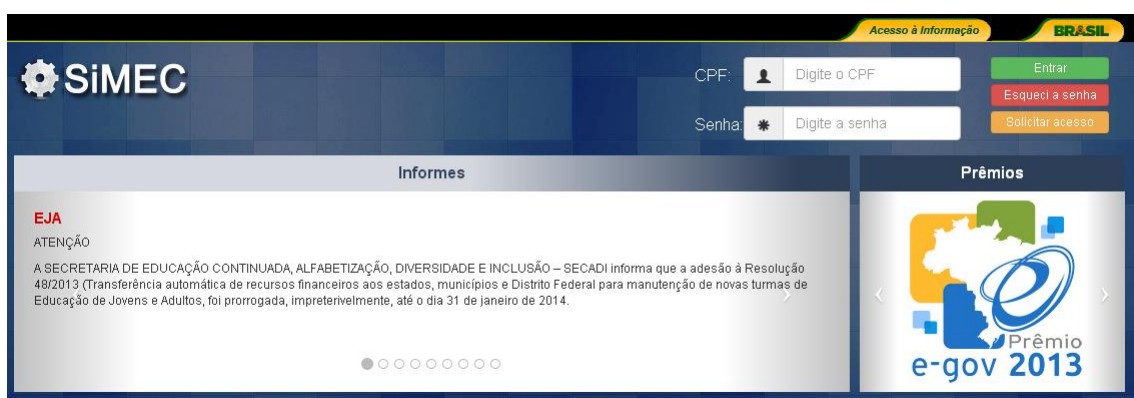 Acesso à Informação
BRASIL
SiMEC
CPF: Digite o CPF
Entrar
Esqueci a senha
Senha: Digite a senha
Solicitar acesso
Informes
Prêmios
EJA
ATENÇÃO
A SECRETARIA DE EDUCAÇÃO CONTINUADA, ALFABETIZAÇÃO, DIVERSIDADE E INCLUSÃO – SECADI informa que a adesão à Resolução
48/2013 (Transferência automática de recursos financeiros aos estados, municípios e Distrito Federal para manutenção de novas turmas de
Educação de Jovens e Adultos, foi prorrogada, impreterivelmente, até o dia 31 de janeiro de 2014.
Prêmio
e-gov 2013